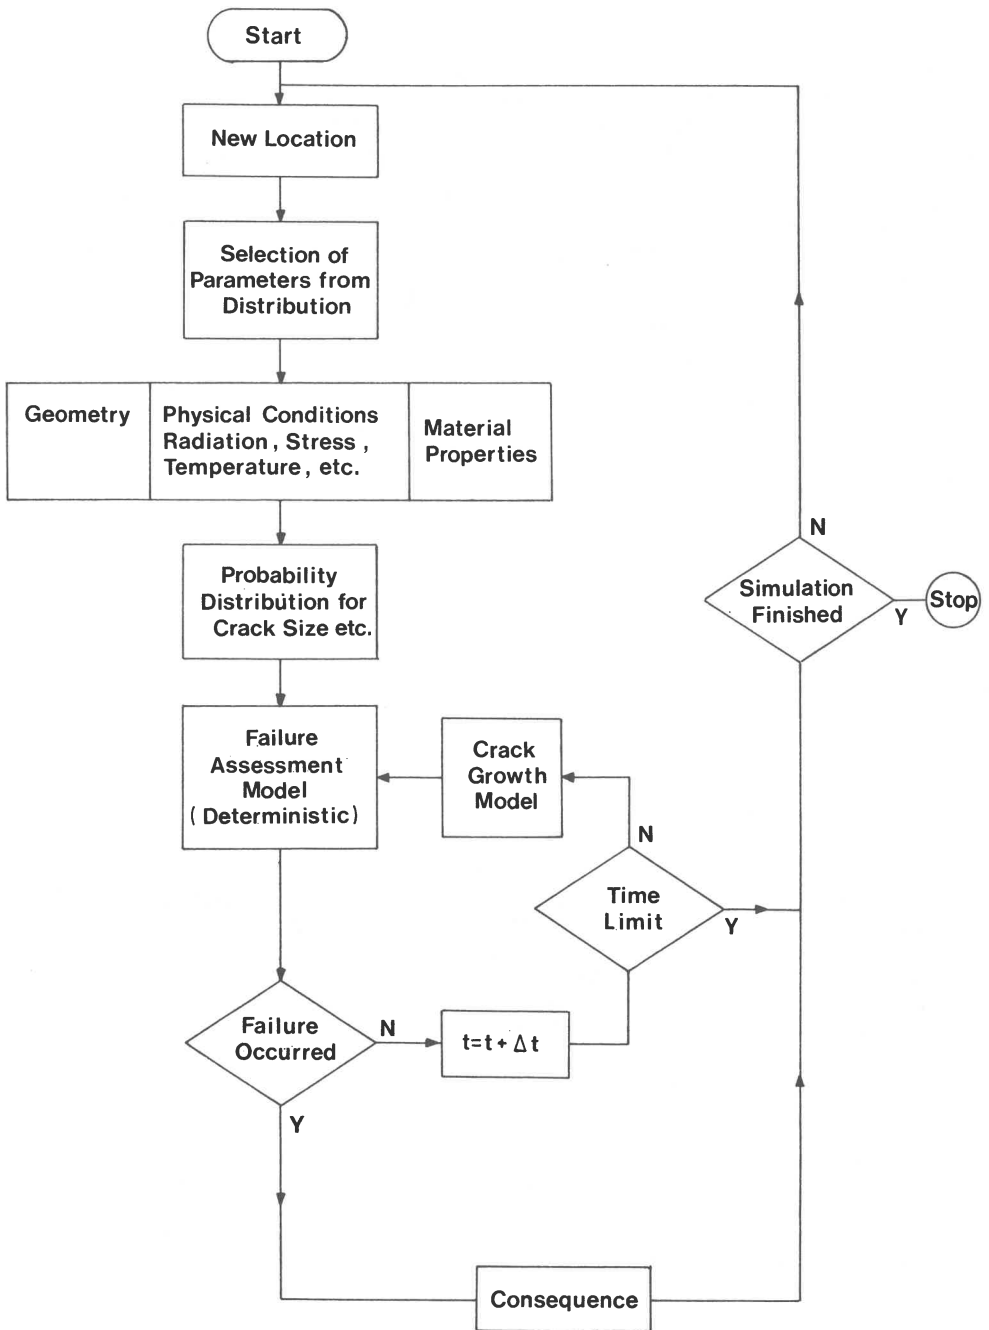 Start
New Location
Selection of
Parameters from
Distribution
Geometry
Physical Conditions
Radiation, Stress,
Temperature, etc.
Material
Properties
Probability
Distribution for
Crack Size etc.
Failure
Assessment
Model
(Deterministic)
Crack
Growth
Model
N
Time
Limit
Y
Failure
Occurred
N
t=t+Δt
Y
Consequence
N
Simulation
Finished
Y
Stop